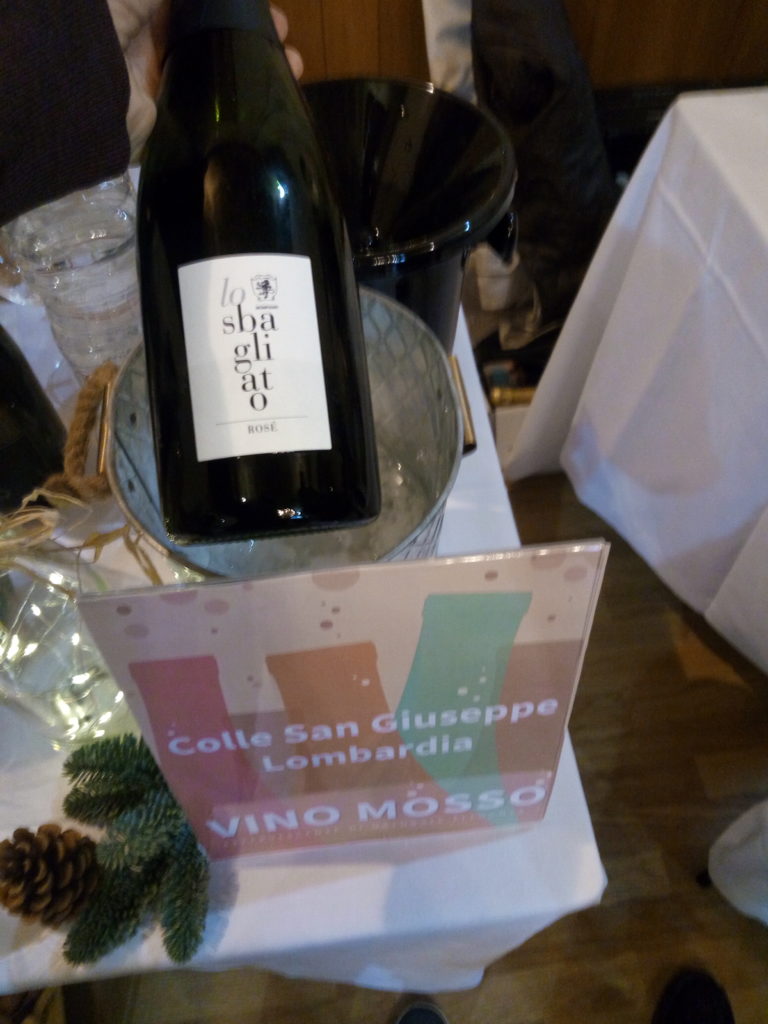 lo
sba
gli
at
o
ROSÉ
Colle San Giuseppe
Lombardia
VINO MOSSO